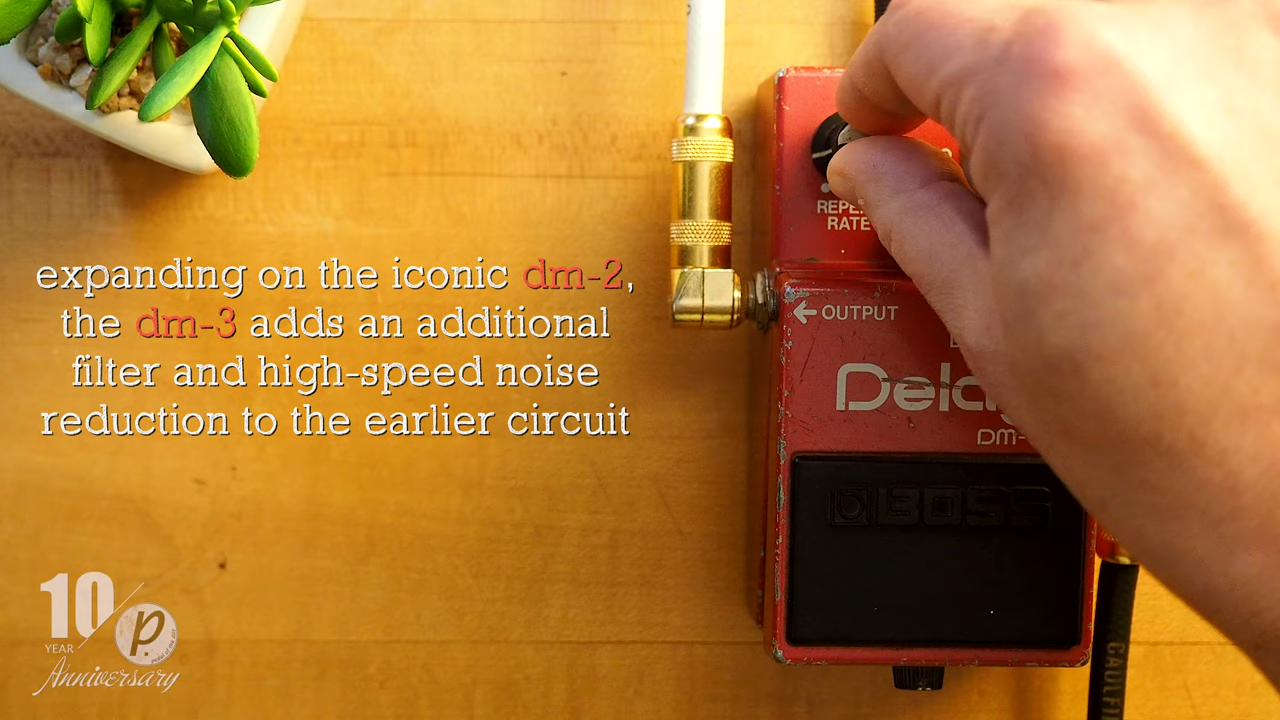 expanding on the iconic dm-2,
the dm-3 adds an additional
filter and high-speed noise
reduction to the earlier circuit
RATE
OUTPUT
DM-
BOSS
10
YEAR
p.
Anniversary